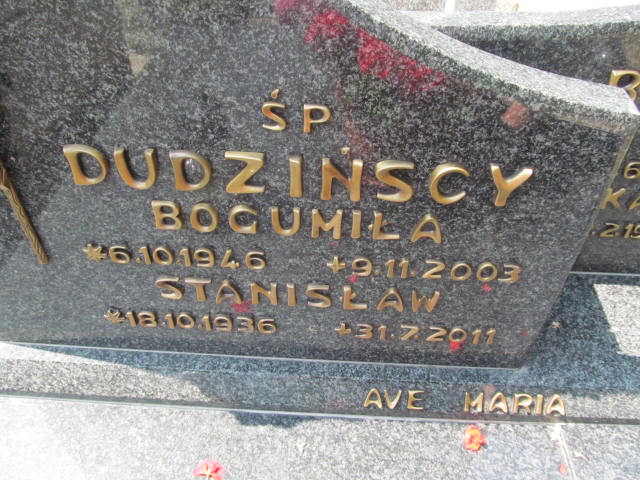 ŚP
DUDZIŃSCY
BOGUMIŁA
*6.10.1946 +9.11.2003
STANISŁAW
*18.10.1936 +31.7.2011
AVE MARIA